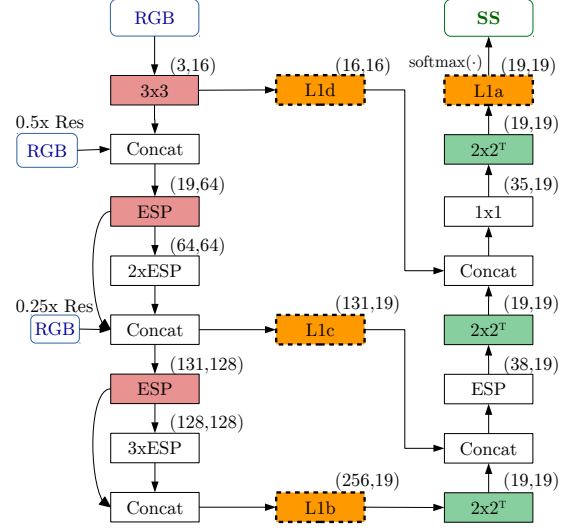 RGB
SS
softmax(·)
(3,16)
(16,16)
(19,19)
3x3
L1d
L1a
0.5x Res
(19,19)
RGB
Concat
2x2ᵀ
(19,64)
(35,19)
ESP
1x1
(64,64)
2xESP
Concat
0.25x Res
(131,19)
(19,19)
RGB
Concat
L1c
2x2ᵀ
(131,128)
(38,19)
ESP
ESP
(128,128)
3xESP
Concat
(256,19)
(19,19)
Concat
L1b
2x2ᵀ